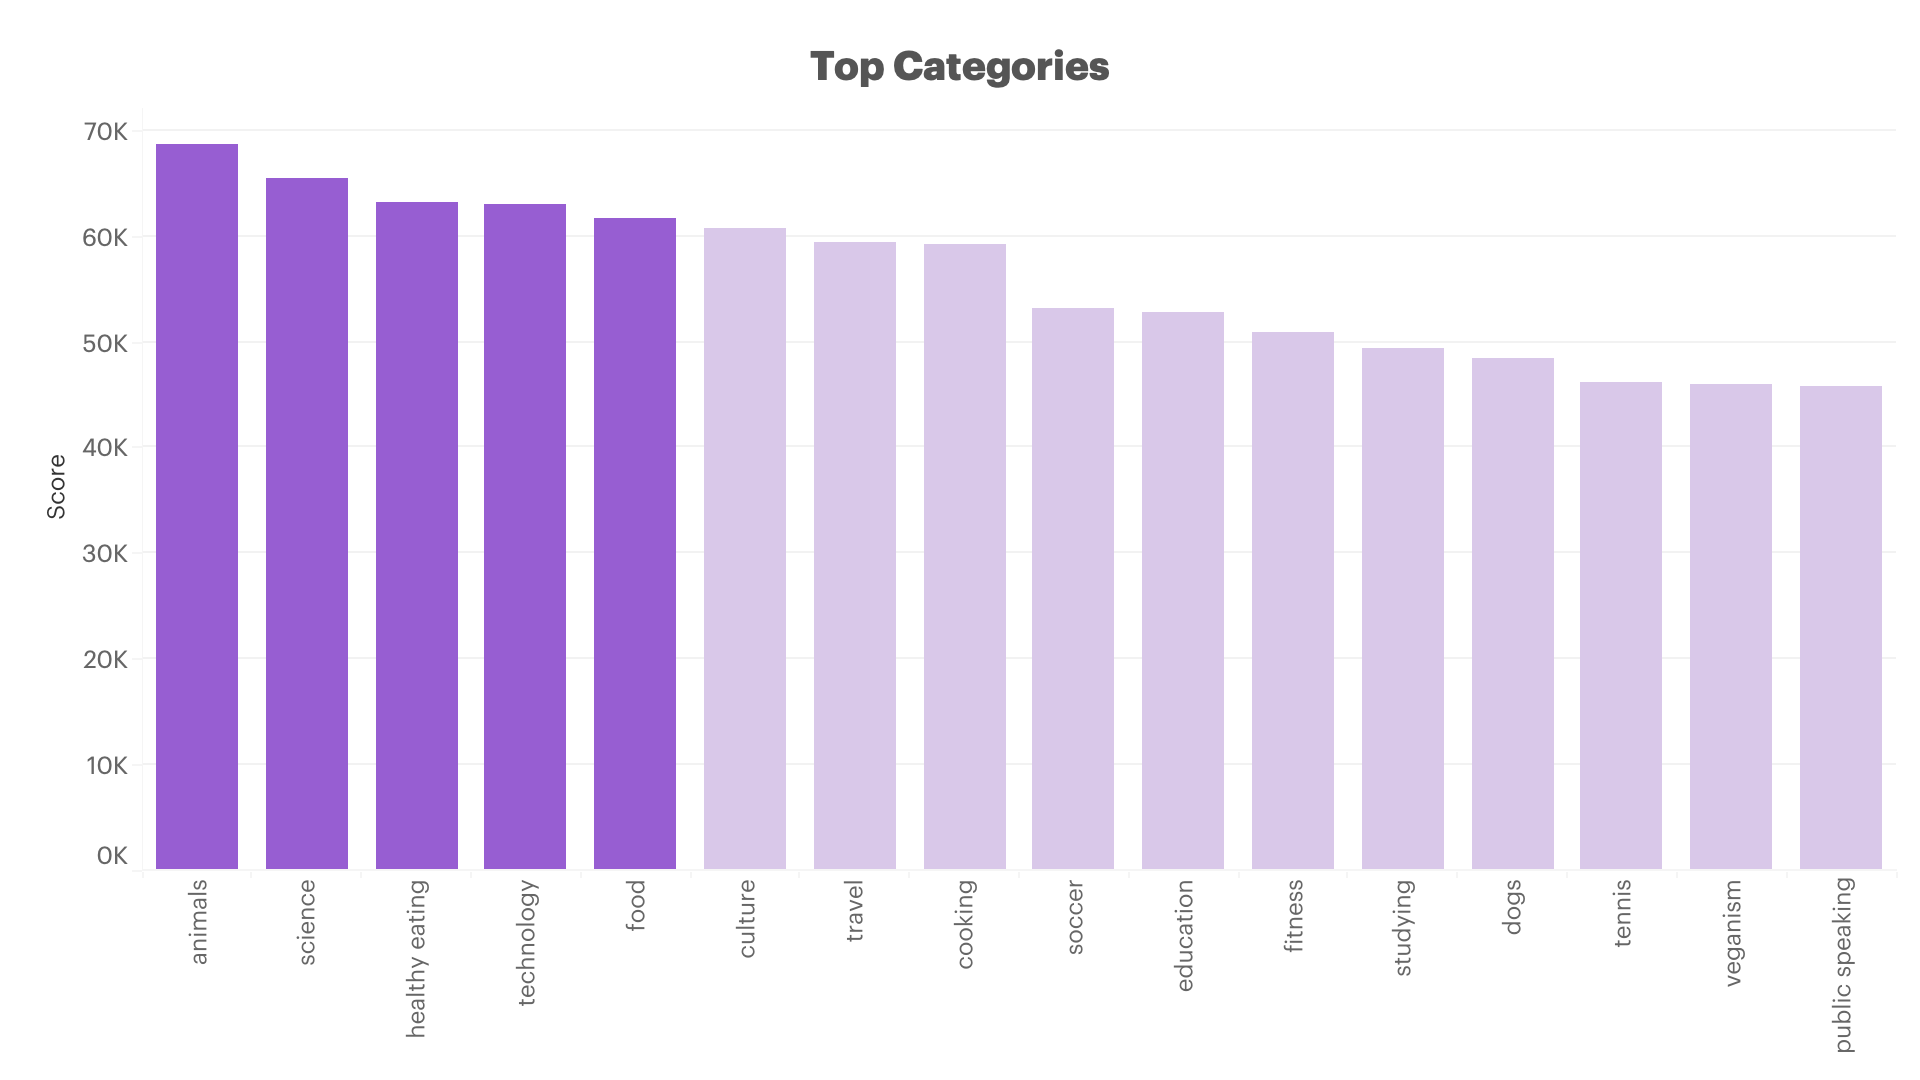 Top Categories
70K
60K
50K
40K
30K
20K
10K
0K
Score
animals
science
healthy eating
technology
food
culture
travel
cooking
soccer
education
fitness
studying
dogs
tennis
veganism
public speaking